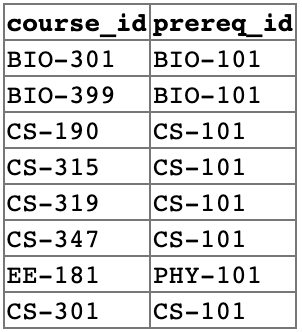 course_id prereq_id
BIO-301 BIO-101
BIO-399 BIO-101
CS-190 CS-101
CS-315 CS-101
CS-319 CS-101
CS-347 CS-101
EE-181 PHY-101
CS-301 CS-101